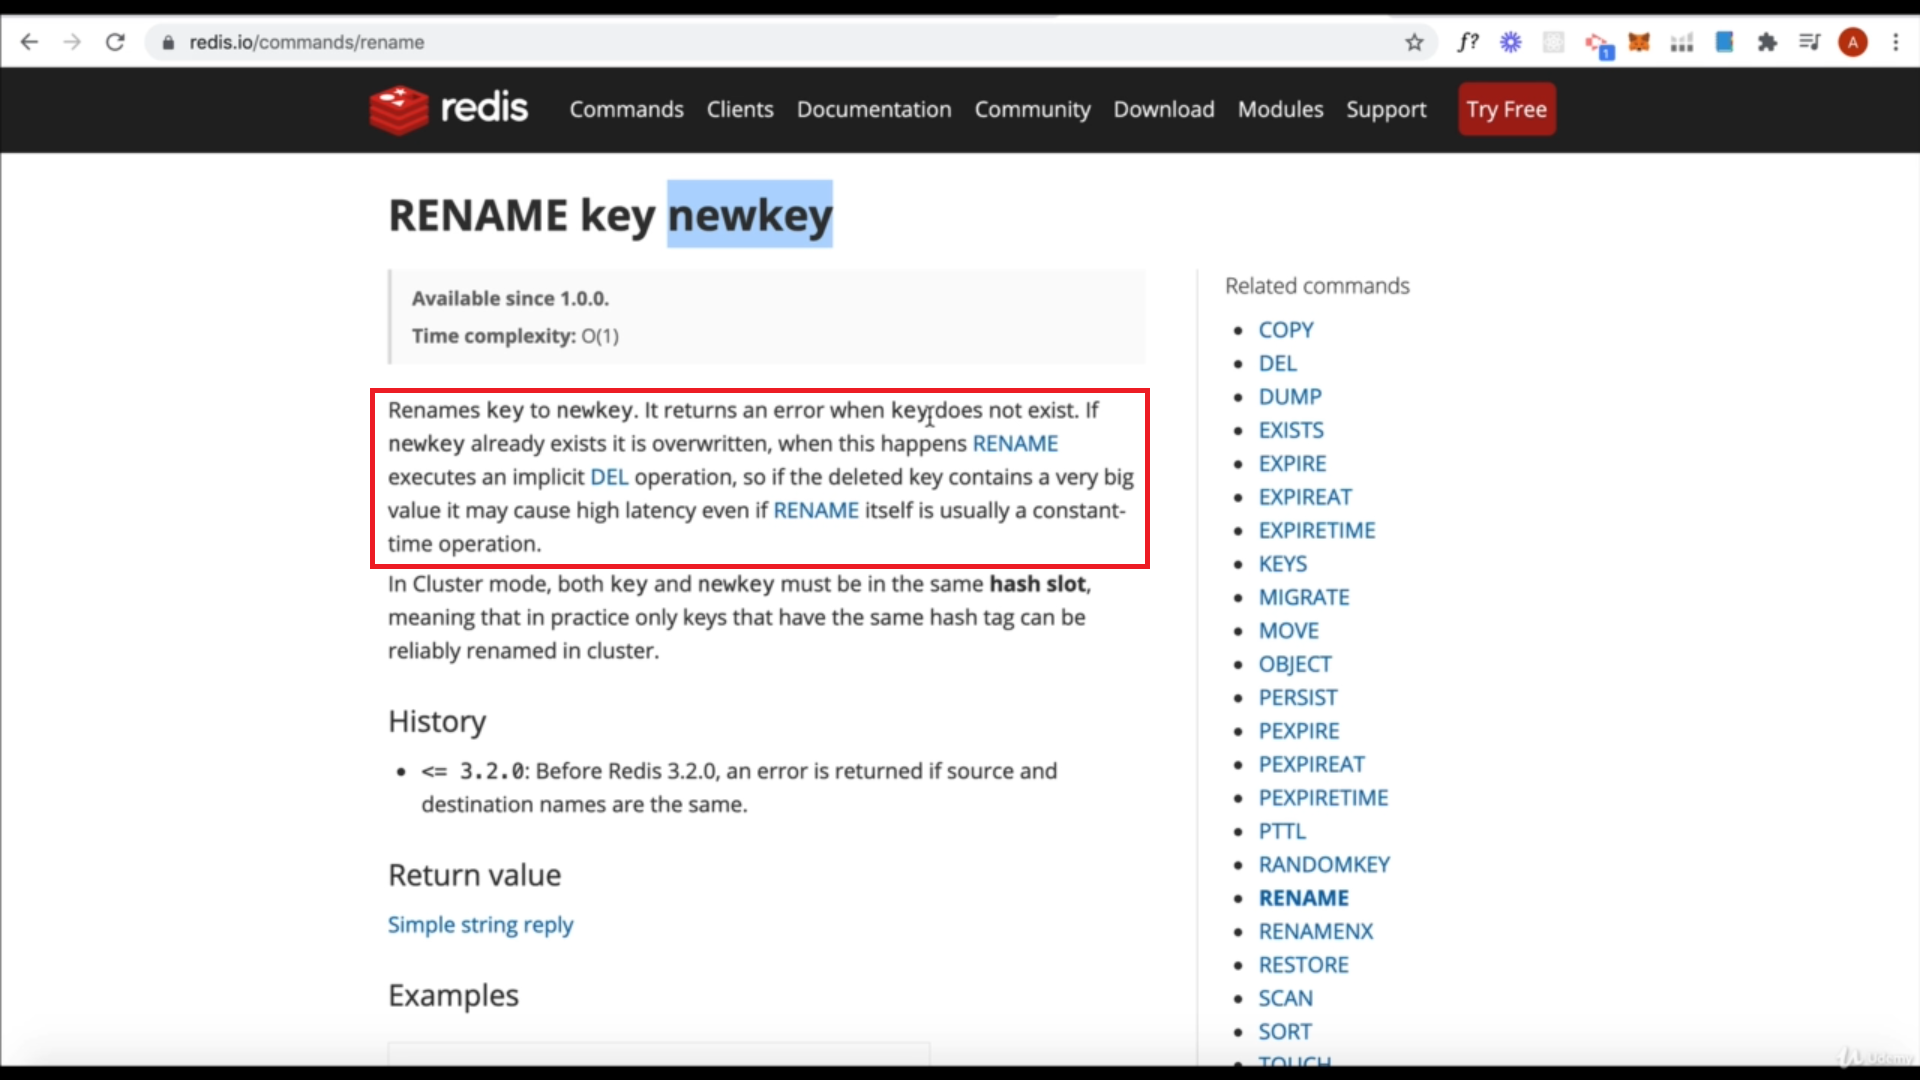 redis.io/commands/rename
f?
1
A
redis
Commands
Clients
Documentation
Community
Download
Modules
Support
Try Free
RENAME key newkey
Available since 1.0.0.
Time complexity: O(1)
Renames key to newkey. It returns an error when key does not exist. If
newkey already exists it is overwritten, when this happens RENAME
executes an implicit DEL operation, so if the deleted key contains a very big
value it may cause high latency even if RENAME itself is usually a constant-
time operation.
In Cluster mode, both key and newkey must be in the same hash slot,
meaning that in practice only keys that have the same hash tag can be
reliably renamed in cluster.
History
<= 3.2.0: Before Redis 3.2.0, an error is returned if source and
destination names are the same.
Return value
Simple string reply
Examples
Related commands
COPY
DEL
DUMP
EXISTS
EXPIRE
EXPIREAT
EXPIRETIME
KEYS
MIGRATE
MOVE
OBJECT
PERSIST
PEXPIRE
PEXPIREAT
PEXPIRETIME
PTTL
RANDOMKEY
RENAME
RENAMENX
RESTORE
SCAN
SORT
TOUCH
Udemy